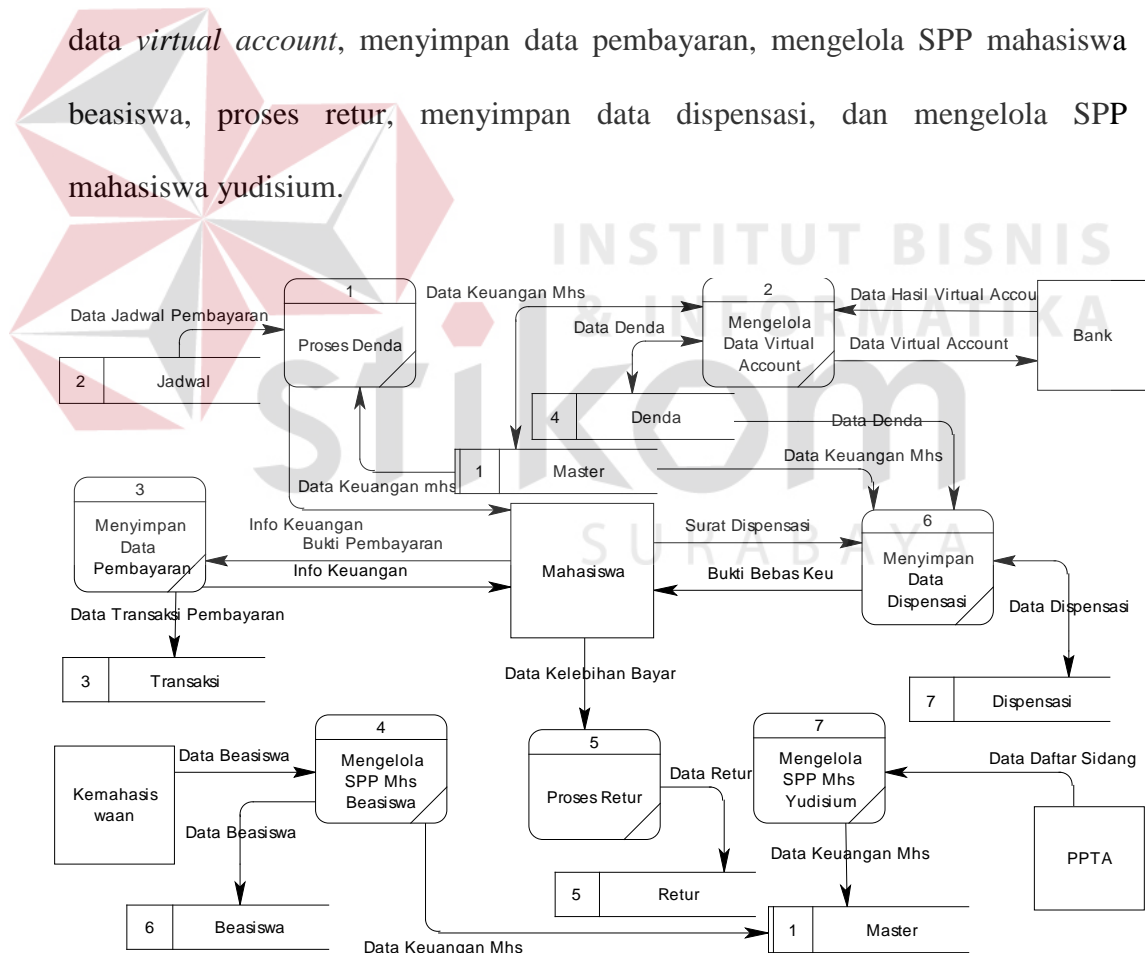 data virtual account, menyimpan data pembayaran, mengelola SPP mahasiswa
beasiswa, proses retur, menyimpan data dispensasi, dan mengelola SPP
mahasiswa yudisium.
INSTITUT BISNIS
& INFORMATIKA
stikom
SURABAYA
1
Proses Denda
Data Keuangan Mhs
2
Mengelola
Data Virtual
Account
Data Hasil Virtual Accou
Data Virtual Account
Bank
Data Jadwal Pembayaran
2
Jadwal
Data Denda
4
Denda
Data Denda
1
Master
Data Keuangan Mhs
Data Keuangan mhs
3
Menyimpan
Data
Pembayaran
Info Keuangan
Bukti Pembayaran
Info Keuangan
Mahasiswa
Surat Dispensasi
Bukti Bebas Keu
6
Menyimpan
Data
Dispensasi
Data Transaksi Pembayaran
Data Dispensasi
3
Transaksi
Data Kelebihan Bayar
7
Dispensasi
Kemahasis
waan
Data Beasiswa
4
Mengelola
SPP Mhs
Beasiswa
5
Proses Retur
Data Retur
7
Mengelola
SPP Mhs
Yudisium
Data Daftar Sidang
PPTA
Data Beasiswa
Data Keuangan Mhs
5
Retur
6
Beasiswa
Data Keuangan Mhs
1
Master